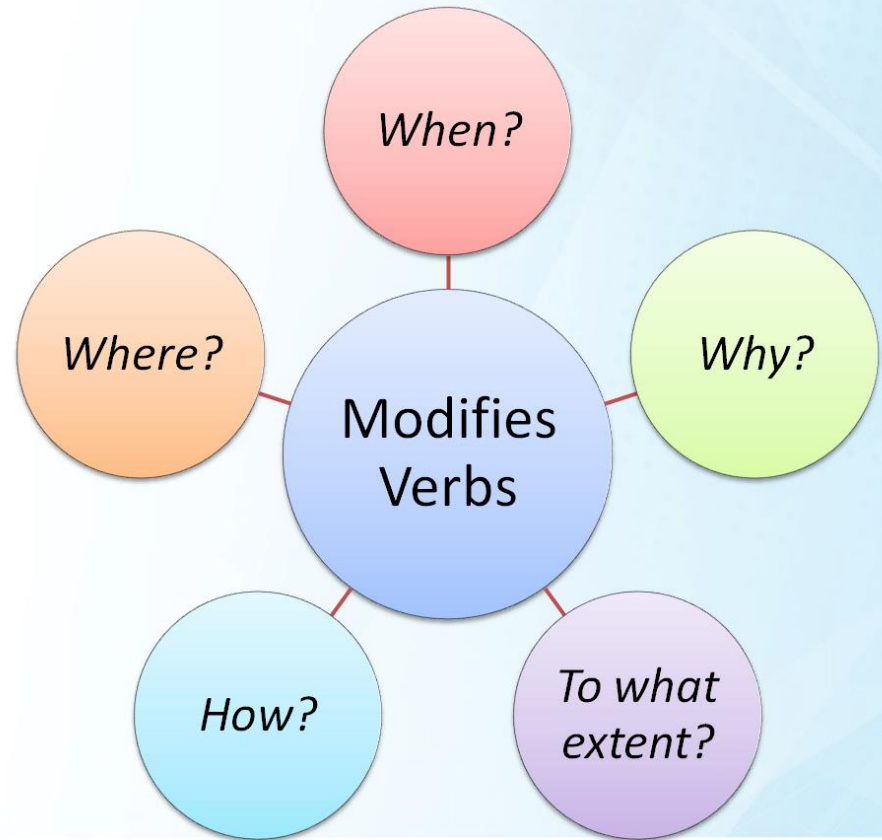 When?
Where?
Why?
Modifies
Verbs
How?
To what
extent?